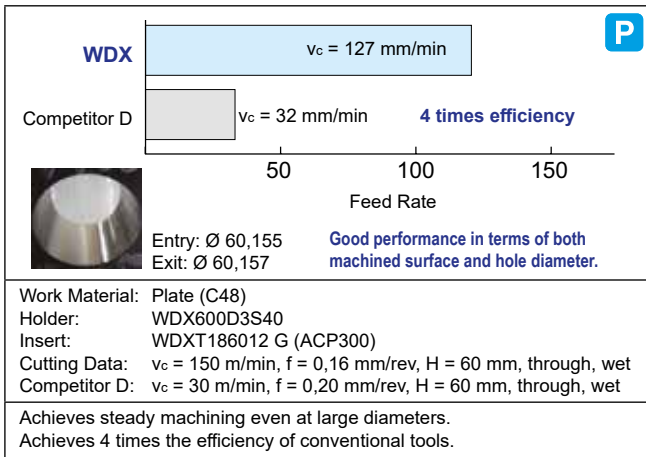 P
WDX
vc = 127 mm/min
Competitor D
vc = 32 mm/min
4 times efficiency
50
100
150
Feed Rate
Entry: Ø 60,155
Exit: Ø 60,157
Good performance in terms of both
machined surface and hole diameter.
Work Material: Plate (C48)
Holder: WDX600D3S40
Insert: WDXT186012 G (ACP300)
Cutting Data: vc = 150 m/min, f = 0,16 mm/rev, H = 60 mm, through, wet
Competitor D: vc = 30 m/min, f = 0,20 mm/rev, H = 60 mm, through, wet
Achieves steady machining even at large diameters.
Achieves 4 times the efficiency of conventional tools.